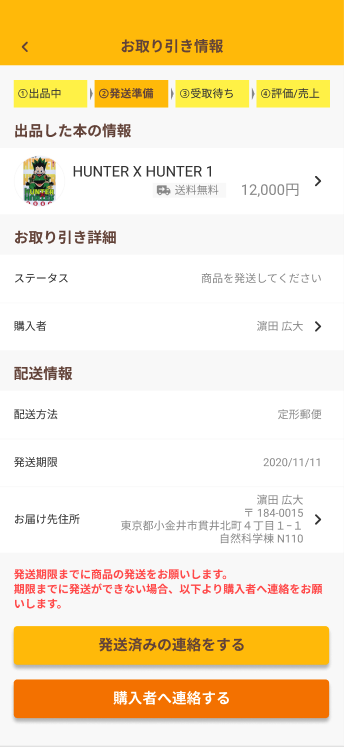 お取り引き情報
①出品中
②発送準備
③受取待ち
④評価/売上
出品した本の情報
HUNTER X HUNTER 1
送料無料 12,000円
お取り引き詳細
ステータス 商品を発送してください
購入者 濵田 広大
配送情報
配送方法 定形郵便
発送期限 2020/11/11
お届け先住所
濵田 広大
〒184-0015
東京都小金井市貫井北町４丁目１−１
自然科学棟 N110
発送期限までに商品の発送をお願いします。
期限までに発送ができない場合、以下より購入者へ連絡をお願
いします。
発送済みの連絡をする
購入者へ連絡する